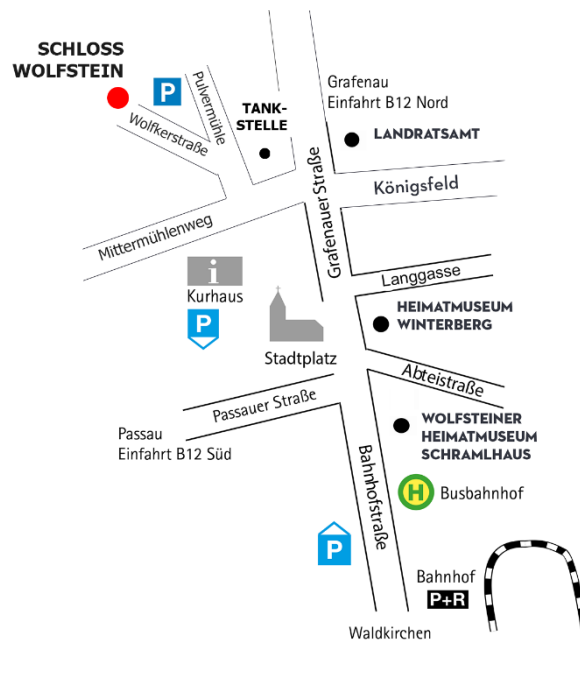 SCHLOSS
WOLFSTEIN
P
Pulvermühle
Wolfkerstraße
TANK-
STELLE
Grafenau
Einfahrt B12 Nord
LANDRATSAMT
Grafenauer Straße
Königsfeld
Mittermühlenweg
i
Kurhaus
P
Langgasse
HEIMATMUSEUM
WINTERBERG
Stadtplatz
Abteistraße
Passauer Straße
Passau
Einfahrt B12 Süd
WOLFSTEINER
HEIMATMUSEUM
SCHRAMLHAUS
Bahnhofstraße
H Busbahnhof
P
Bahnhof
P+R
Waldkirchen